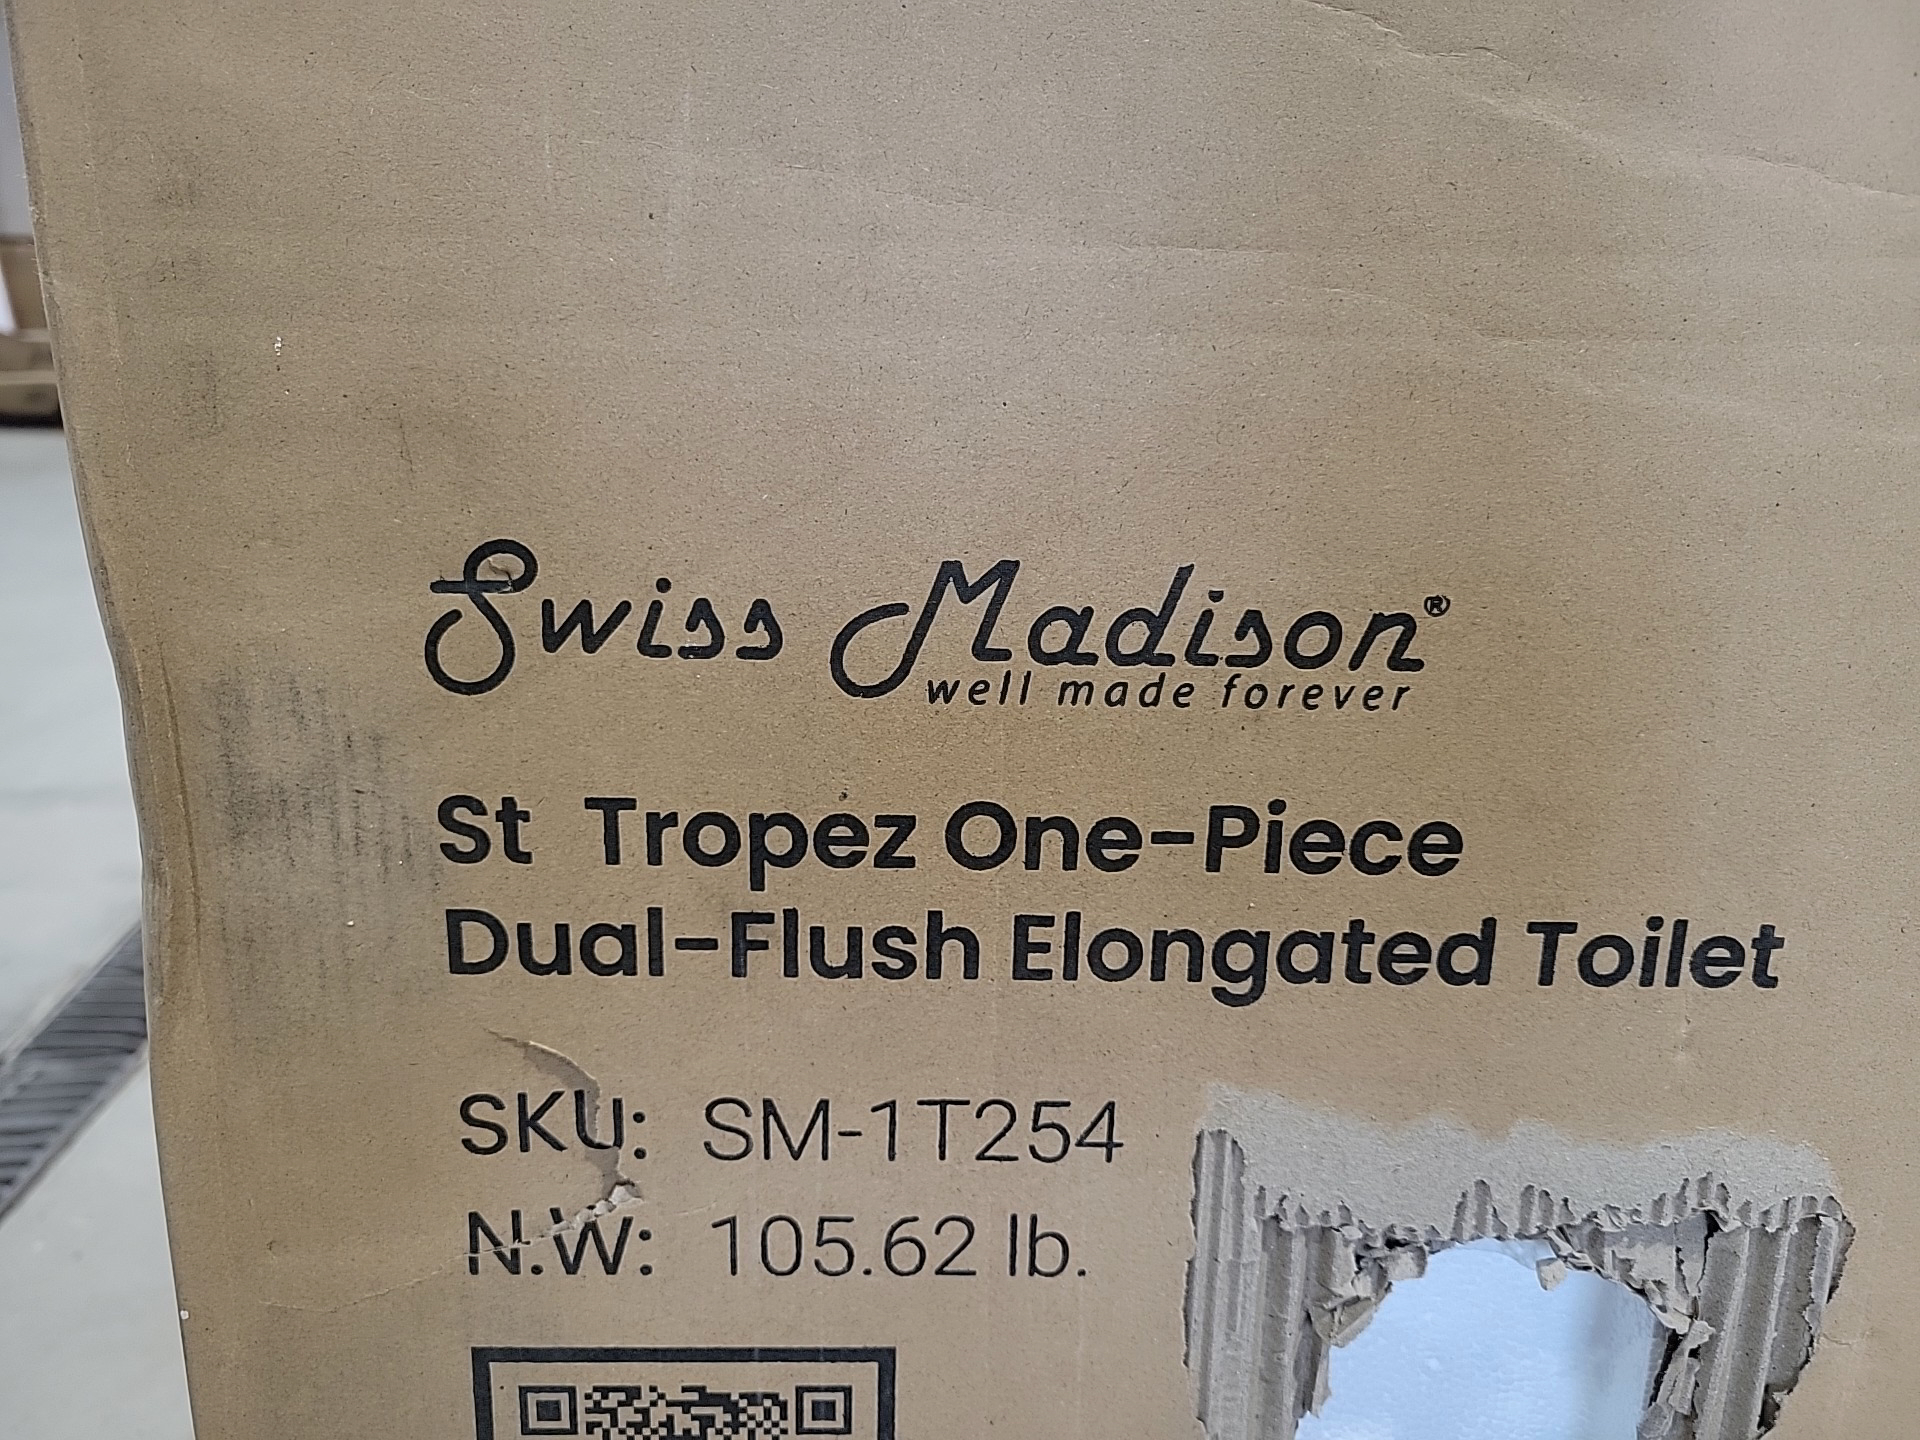 Swiss Madison®
well made forever
St Tropez One-Piece
Dual-Flush Elongated Toilet
SKU: SM-1T254
N.W: 105.62 lb.